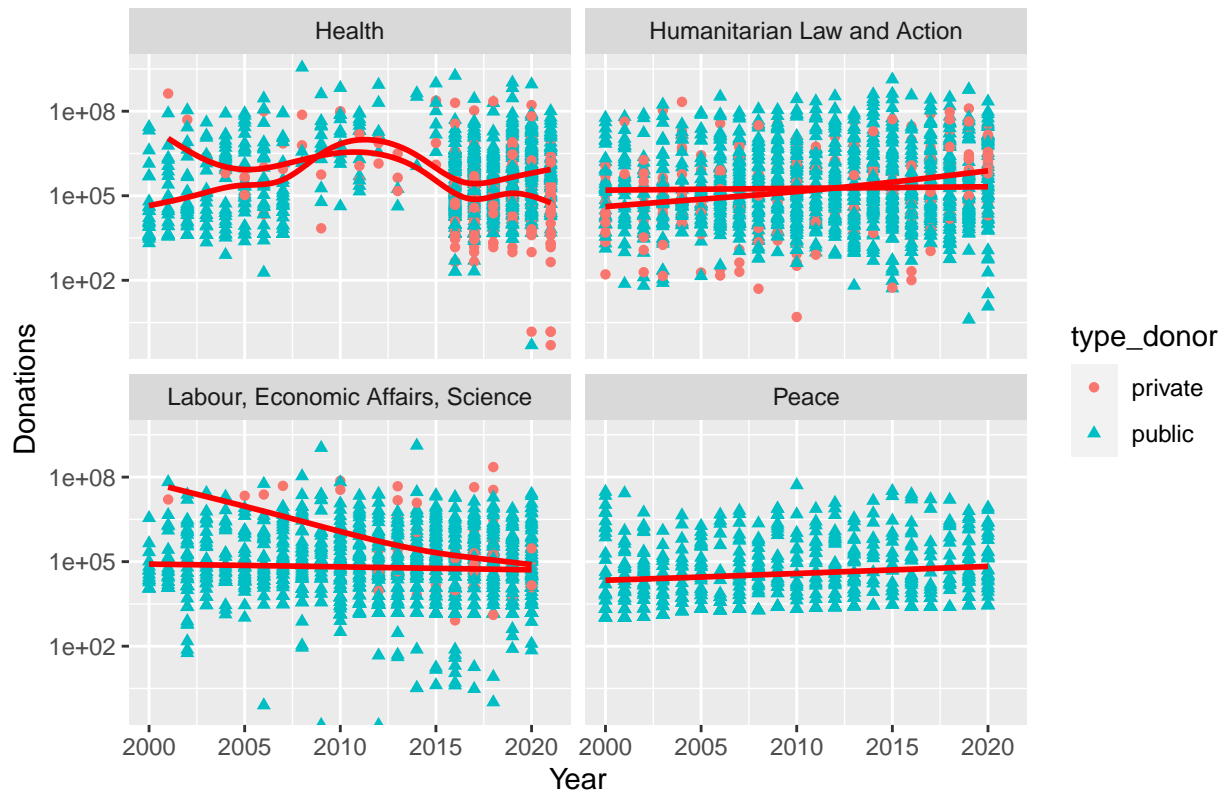 Health
Humanitarian Law and Action
1e+08
1e+05
1e+02
Labour, Economic Affairs, Science
Peace
1e+08
1e+05
1e+02
2000 2005 2010 2015 2020
2000 2005 2010 2015 2020
Year
Donations
type_donor
private
public